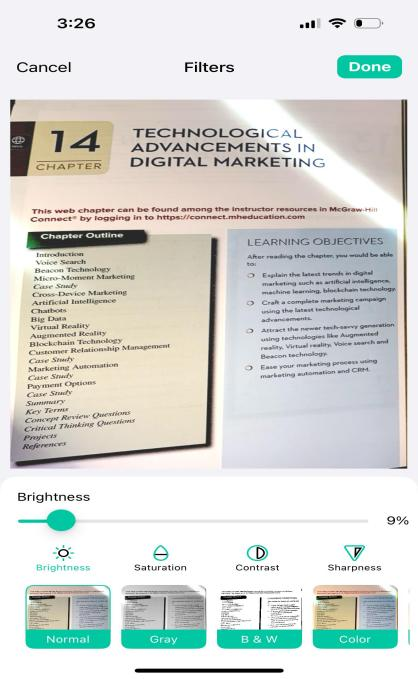 3:26
Cancel
Filters
Done
14
CHAPTER
TECHNOLOGICAL
ADVANCEMENTS IN
DIGITAL MARKETING
This web chapter can be found among the instructor resources in McGraw-Hill
Connect® by logging in to https://connect.mheducation.com
Chapter Outline
Introduction
Voice Search
Beacon Technology
Micro-Moment Marketing
Case Study
Cross-Device Marketing
Artificial Intelligence
Chatbots
Big Data
Virtual Reality
Augmented Reality
Blockchain Technology
Customer Relationship Management
Case Study
Marketing Automation
Case Study
Payment Options
Case Study
Summary
Key Terms
Concept Review Questions
Critical Thinking Questions
Projects
References
LEARNING OBJECTIVES
After reading the chapter, you would be able
to:
Explain the latest trends in digital
marketing such as artificial intelligence,
machine learning, blockchain technology.
Craft a complete marketing campaign
using the latest technological
advancements.
Attract the newer tech-savvy generation
using technologies like Augmented
reality, Virtual reality, Voice search and
Beacon technology.
Ease your marketing process using
marketing automation and CRM.
Brightness
9%
Brightness
Saturation
Contrast
Sharpness
Normal
Gray
B & W
Color